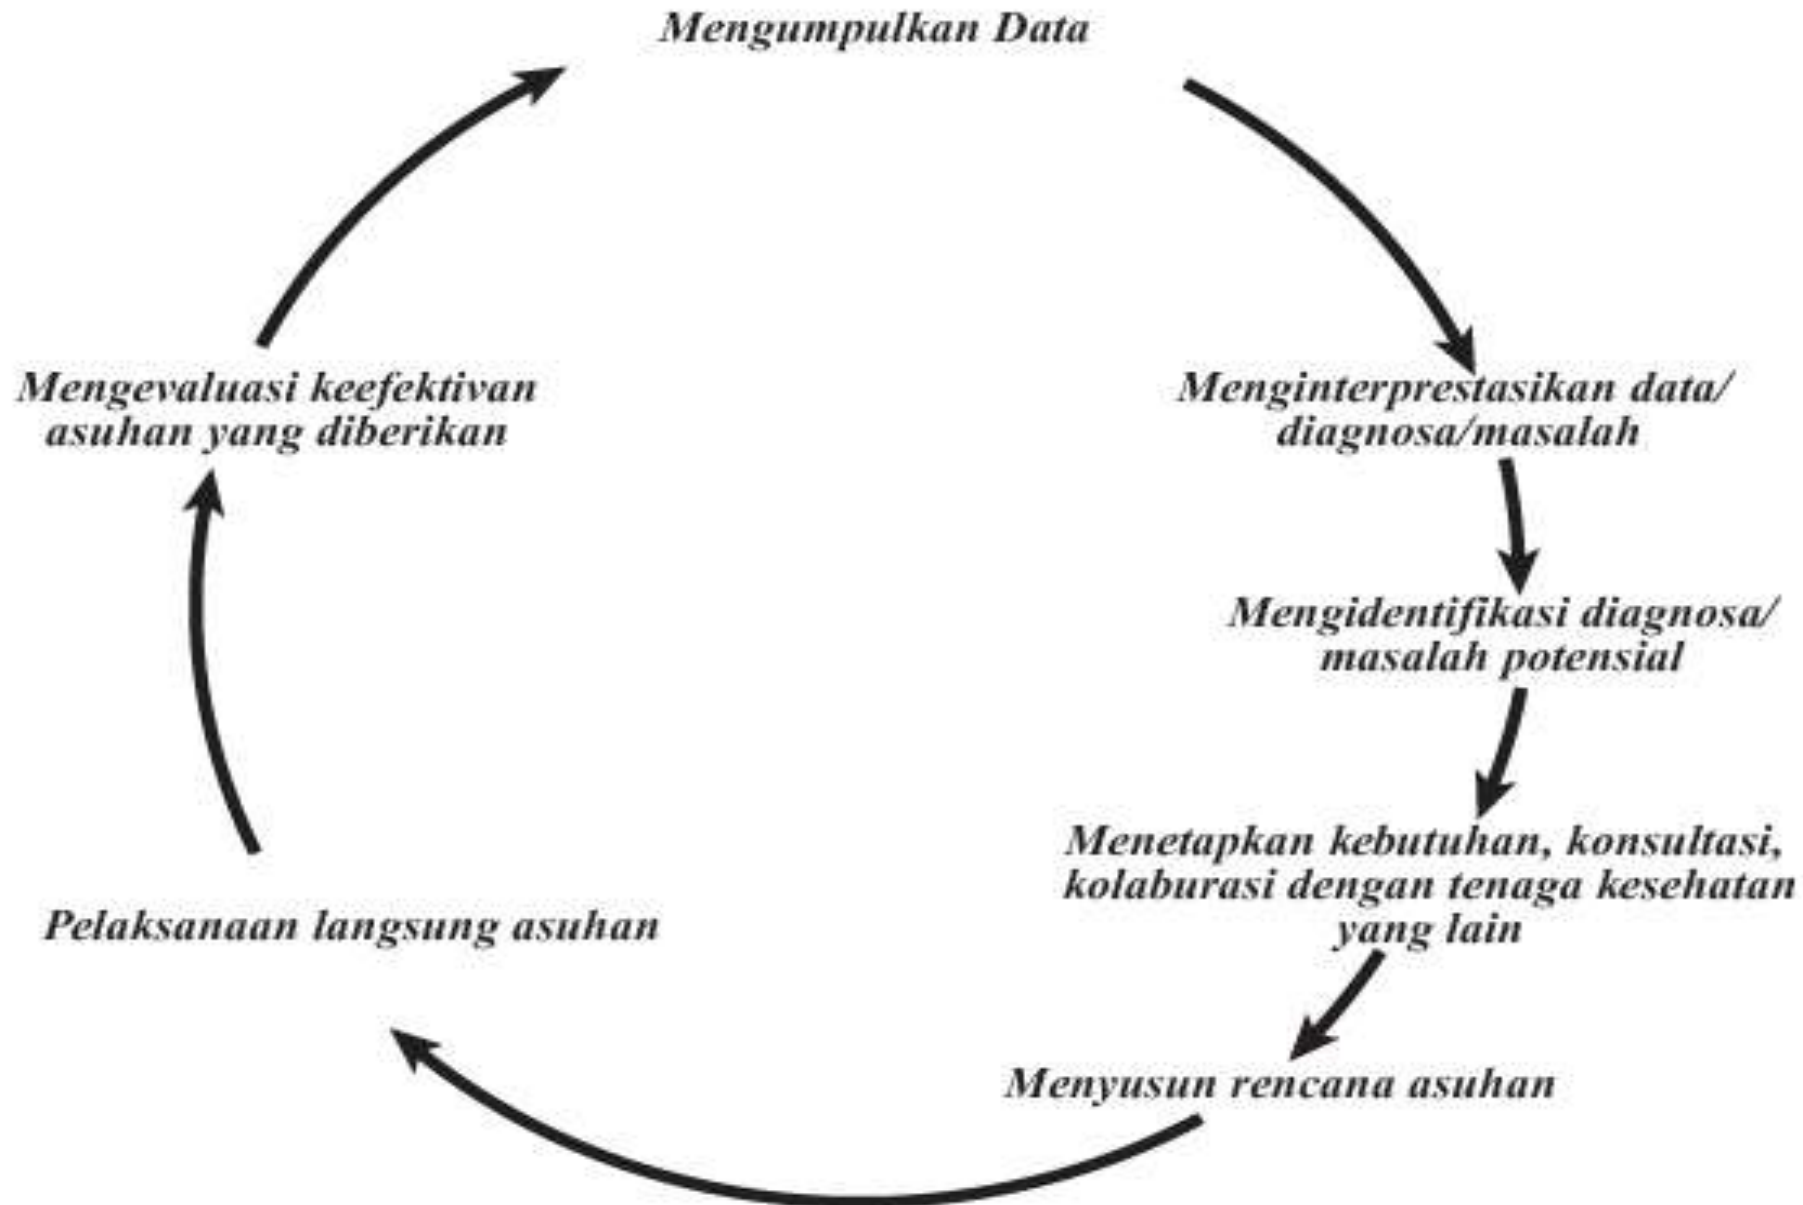 Mengumpulkan Data
Menginterprestasikan data/
diagnosa/masalah
Mengidentifikasi diagnosa/
masalah potensial
Menetapkan kebutuhan, konsultasi,
kolaburasi dengan tenaga kesehatan
yang lain
Menyusun rencana asuhan
Pelaksanaan langsung asuhan
Mengevaluasi keefektivan
asuhan yang diberikan